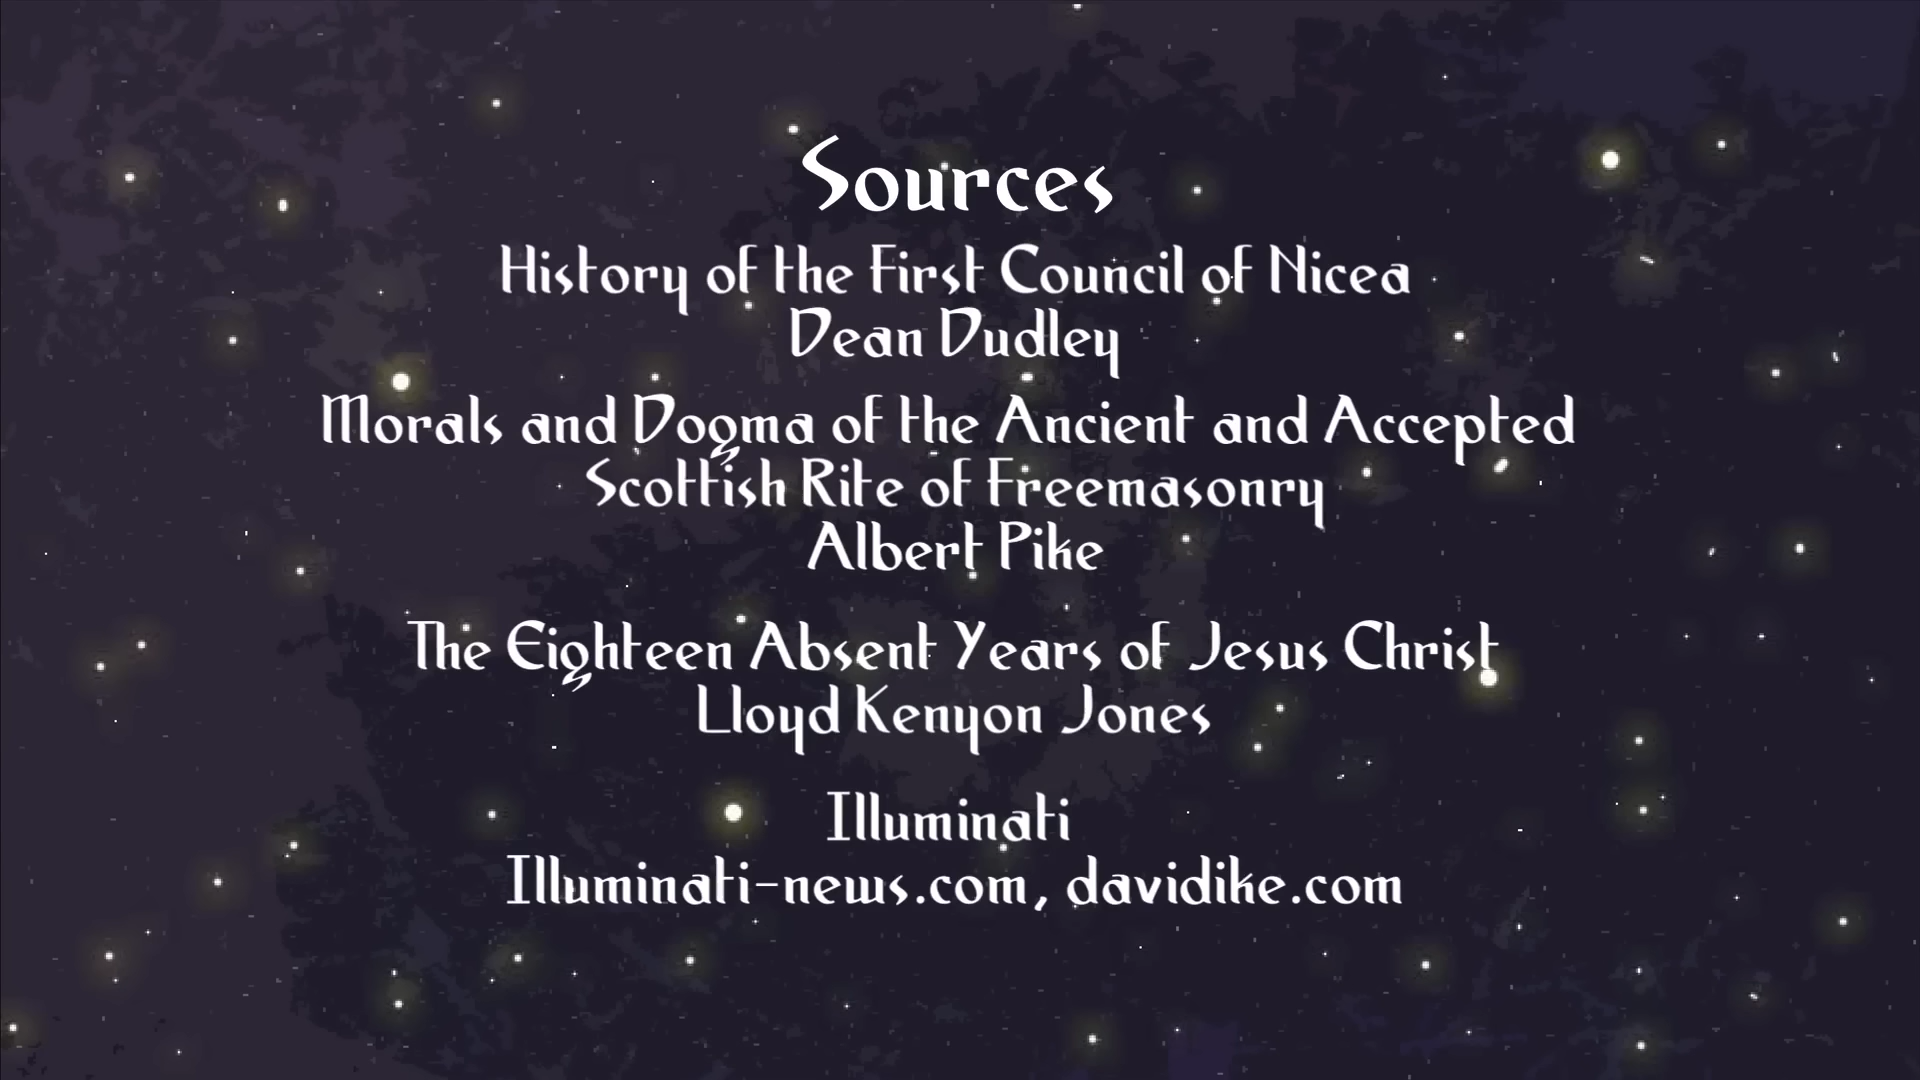 Sources
History of the First Council of Nicea
Dean Dudley
Morals and Dogma of the Ancient and Accepted
Scottish Rite of Freemasonry
Albert Pike
The Eighteen Absent Years of Jesus Christ
Lloyd Kenyon Jones
Illuminati
Illuminati-news.com, davidike.com